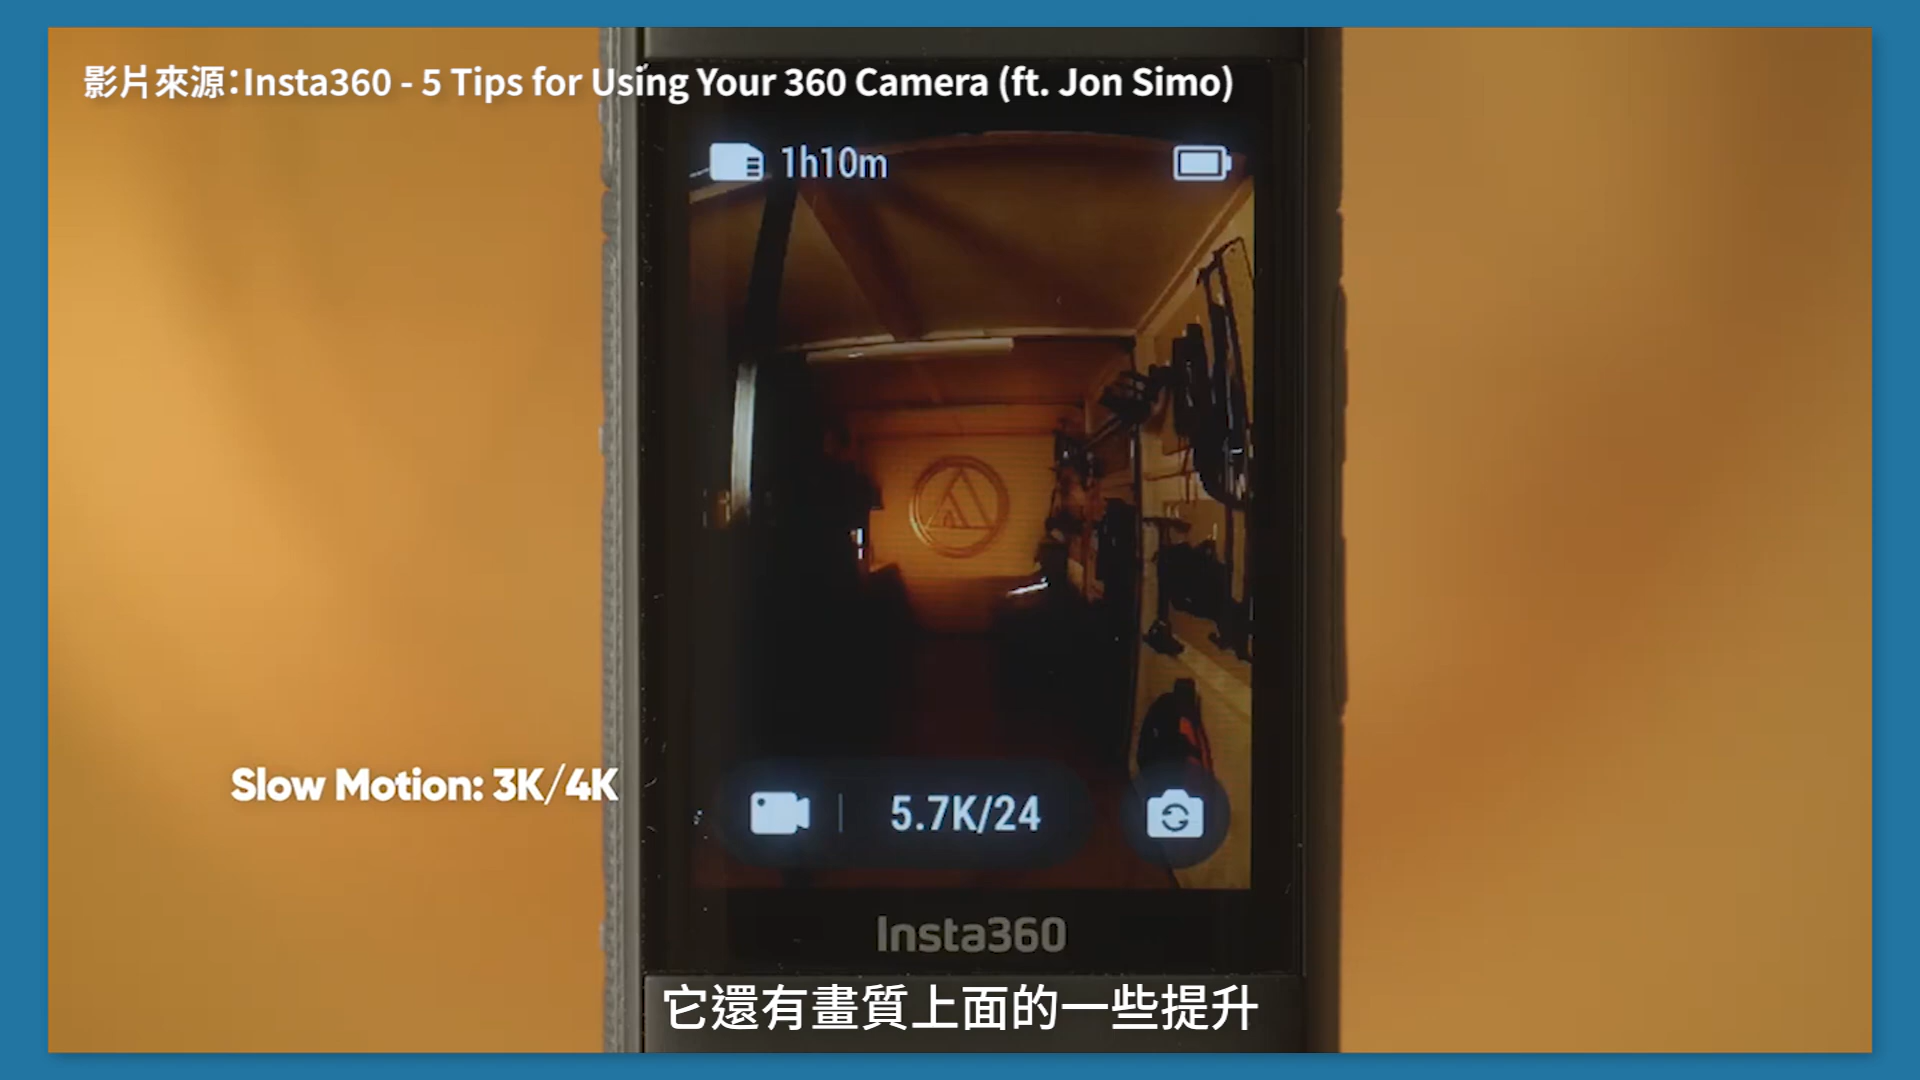 影片來源：Insta360 - 5 Tips for Using Your 360 Camera (ft. Jon Simo)
1h10m
Slow Motion: 3K/4K
5.7K/24
Insta360
它還有畫質上面的一些提升